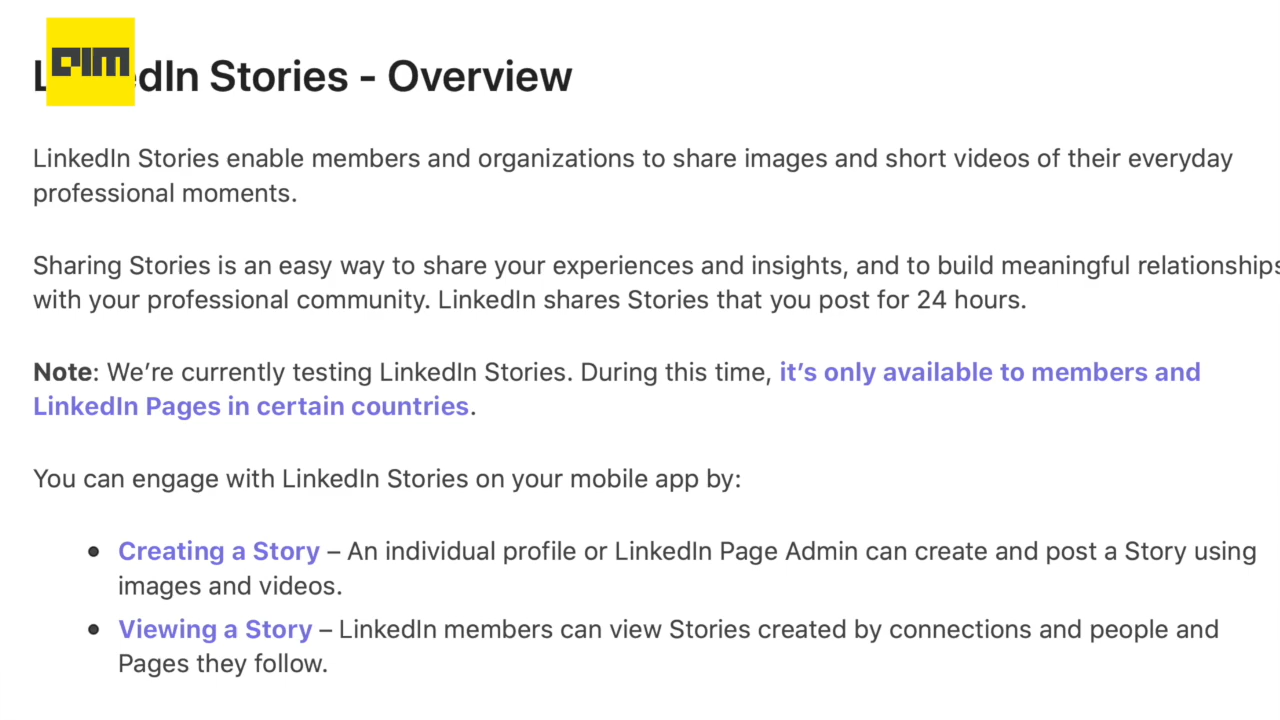 AIM
LinkedIn Stories - Overview
LinkedIn Stories enable members and organizations to share images and short videos of their everyday
professional moments.
Sharing Stories is an easy way to share your experiences and insights, and to build meaningful relationships
with your professional community. LinkedIn shares Stories that you post for 24 hours.
Note: We’re currently testing LinkedIn Stories. During this time, it’s only available to members and
LinkedIn Pages in certain countries.
You can engage with LinkedIn Stories on your mobile app by:
• Creating a Story – An individual profile or LinkedIn Page Admin can create and post a Story using
images and videos.
• Viewing a Story – LinkedIn members can view Stories created by connections and people and
Pages they follow.